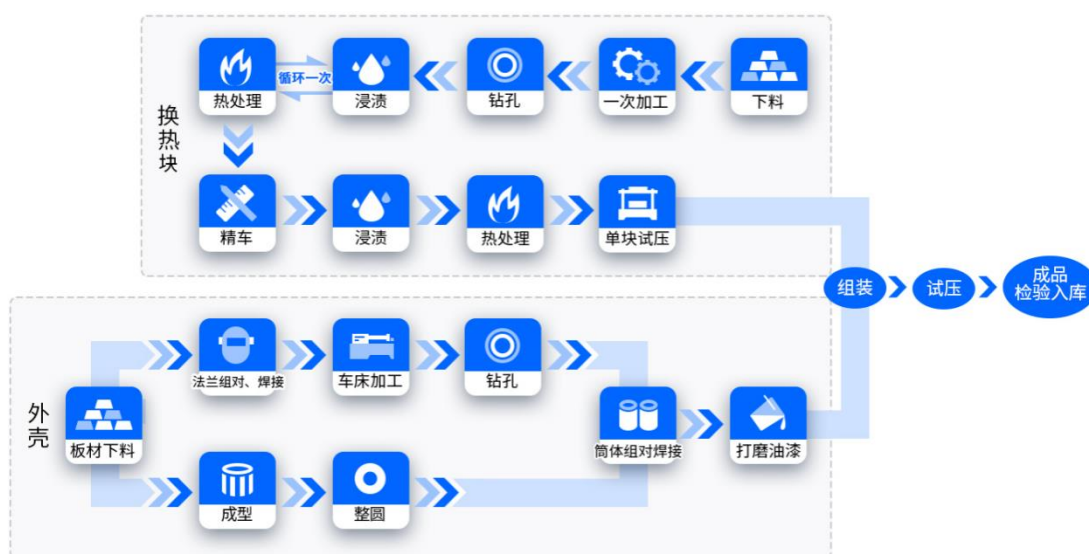 换热块
热处理
循环一次
浸渍
钻孔
一次加工
下料
精车
浸渍
热处理
单块试压
组装
试压
成品
检验入库
外壳
板材下料
法兰组对、焊接
车床加工
钻孔
筒体组对焊接
打磨油漆
成型
整圆